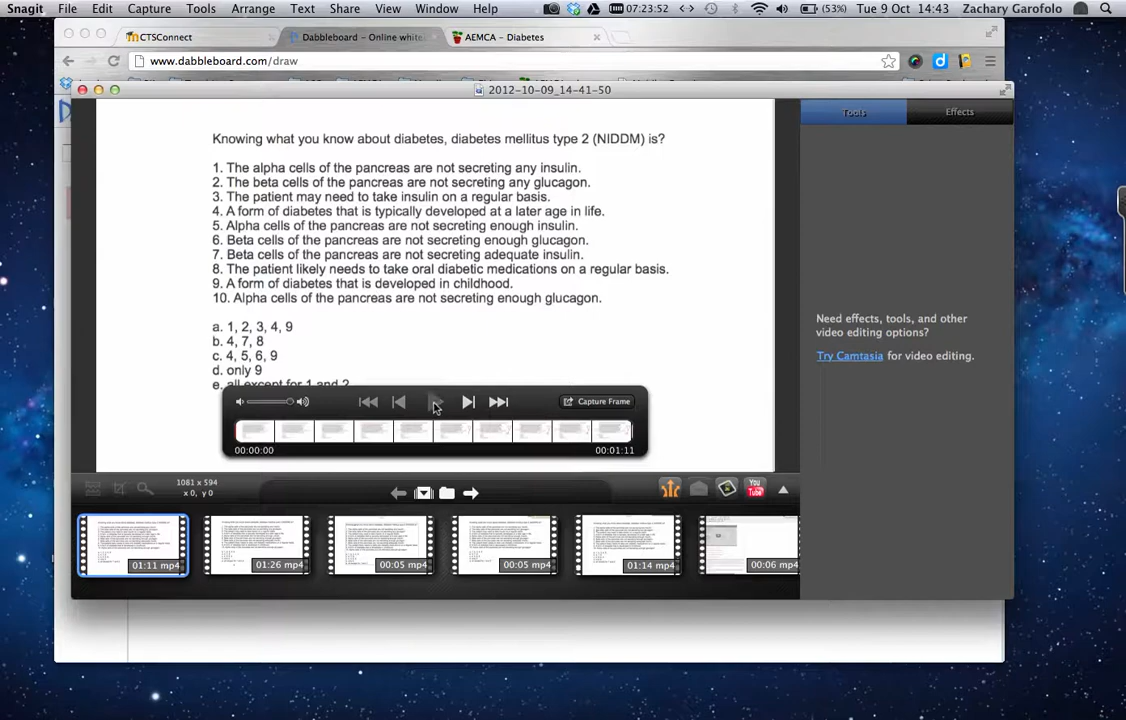 Snagit File Edit Capture Tools Arrange Text Share View Window Help 07:23:52 (53%) Tue 9 Oct 14:43 Zachary Garofolo
CTSConnect Dabbleboard – Online white AEMCA - Diabetes
www.dabbleboard.com/draw
2012-10-09_14-41-50
Tools Effects
Knowing what you know about diabetes, diabetes mellitus type 2 (NIDDM) is?
1. The alpha cells of the pancreas are not secreting any insulin.
2. The beta cells of the pancreas are not secreting any glucagon.
3. The patient may need to take insulin on a regular basis.
4. A form of diabetes that is typically developed at a later age in life.
5. Alpha cells of the pancreas are not secreting enough insulin.
6. Beta cells of the pancreas are not secreting enough glucagon.
7. Beta cells of the pancreas are not secreting adequate insulin.
8. The patient likely needs to take oral diabetic medications on a regular basis.
9. A form of diabetes that is developed in childhood.
10. Alpha cells of the pancreas are not secreting enough glucagon.
a. 1, 2, 3, 4, 9
b. 4, 7, 8
c. 4, 5, 6, 9
d. only 9
e. all except for 1 and 2
Capture Frame
00:00:00 00:01:11
Need effects, tools, and other
video editing options?
Try Camtasia for video editing.
1081 x 594
x 0, y 0
You
Tube
01:11 mp4 01:26 mp4 00:05 mp4 00:05 mp4 01:14 mp4 00:06 mp4